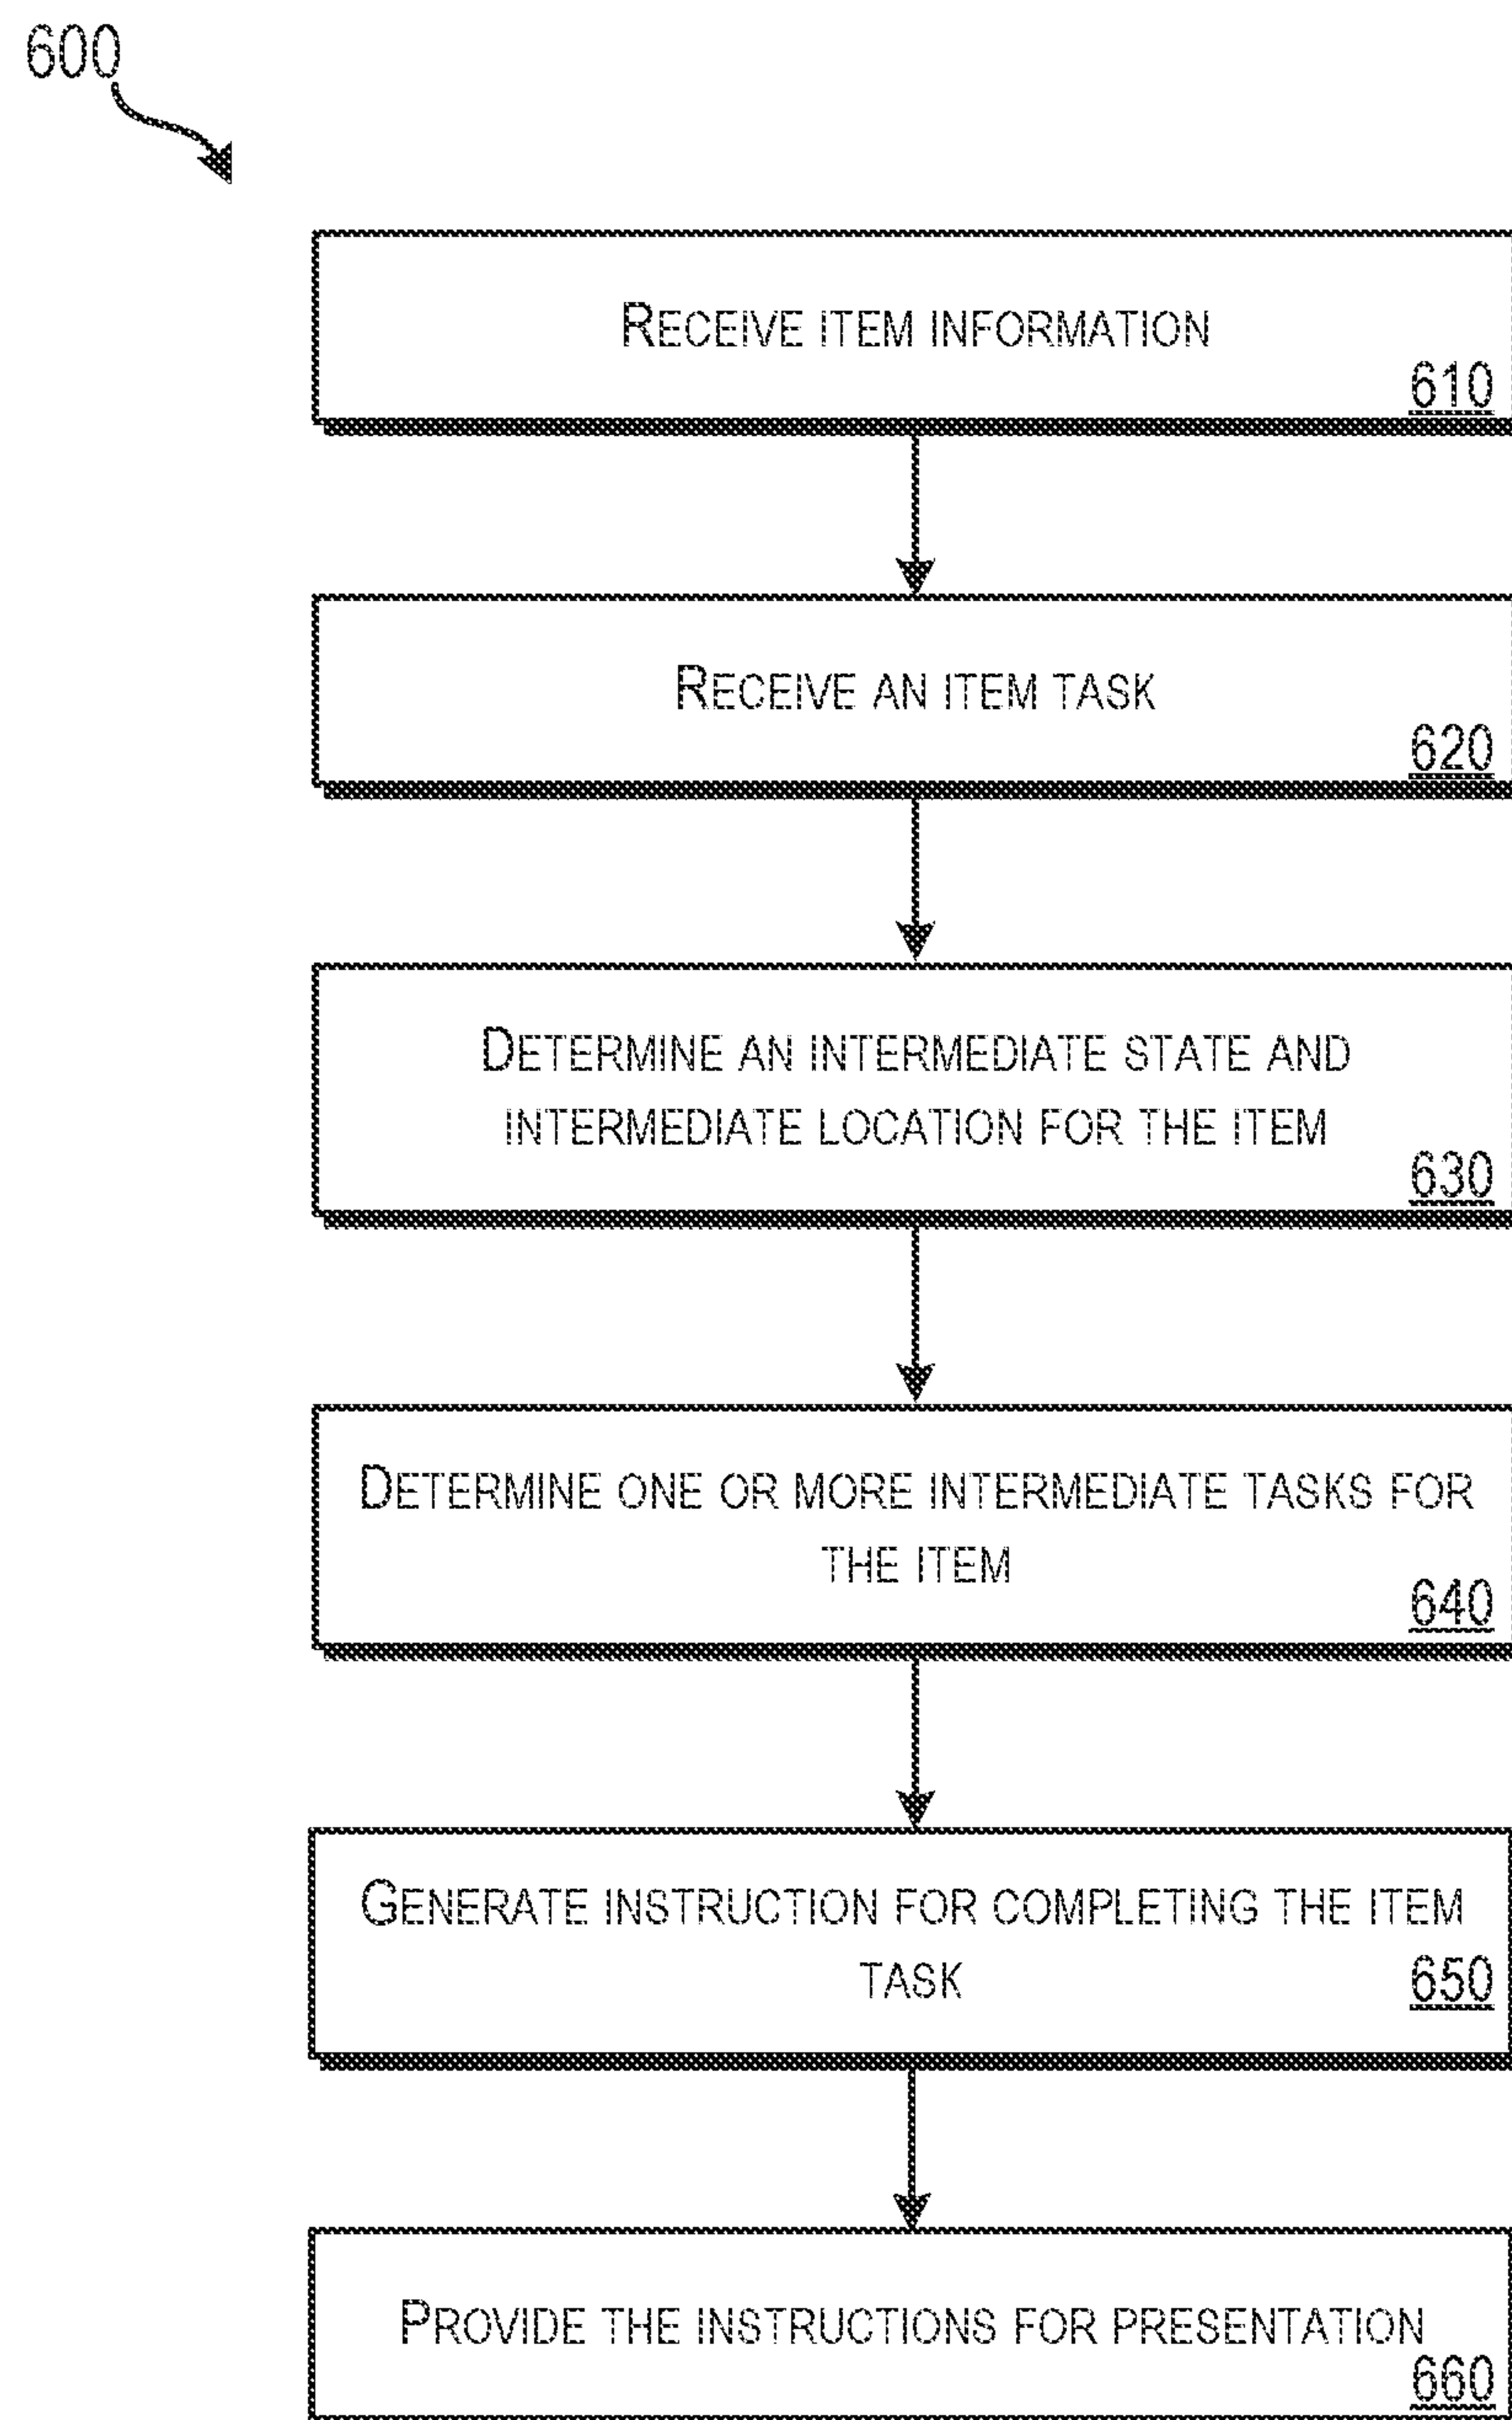 600
RECEIVE ITEM INFORMATION
610
RECEIVE AN ITEM TASK
620
DETERMINE AN INTERMEDIATE STATE AND
INTERMEDIATE LOCATION FOR THE ITEM
630
DETERMINE ONE OR MORE INTERMEDIATE TASKS FOR
THE ITEM
640
GENERATE INSTRUCTION FOR COMPLETING THE ITEM
TASK 650
PROVIDE THE INSTRUCTIONS FOR PRESENTATION
660